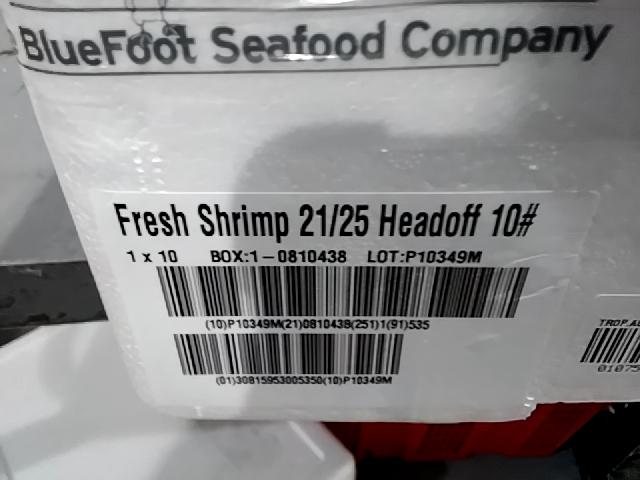 BlueFoot Seafood Company
Fresh Shrimp 21/25 Headoff 10#
1 x 10 BOX:1-0810438 LOT:P10349M
(10)P10349M(21)0810438(251)1(91)535
(01)30815953005350(10)P10349M